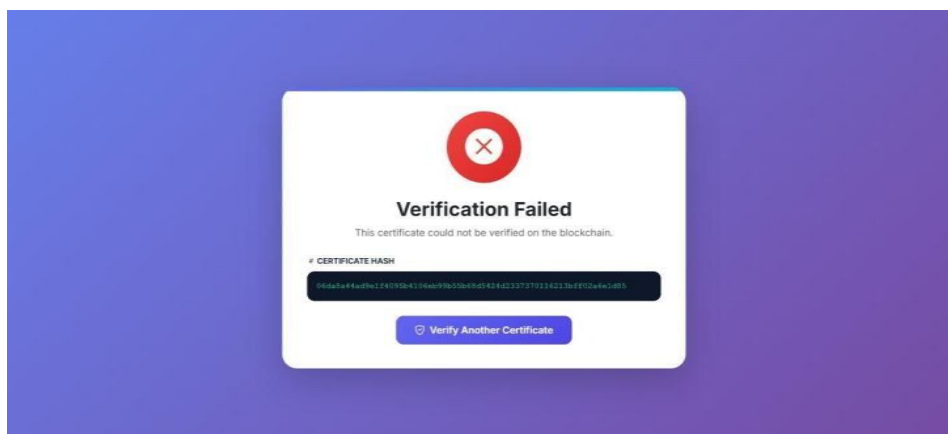 Verification Failed
This certificate could not be verified on the blockchain.
# CERTIFICATE HASH
Verify Another Certificate